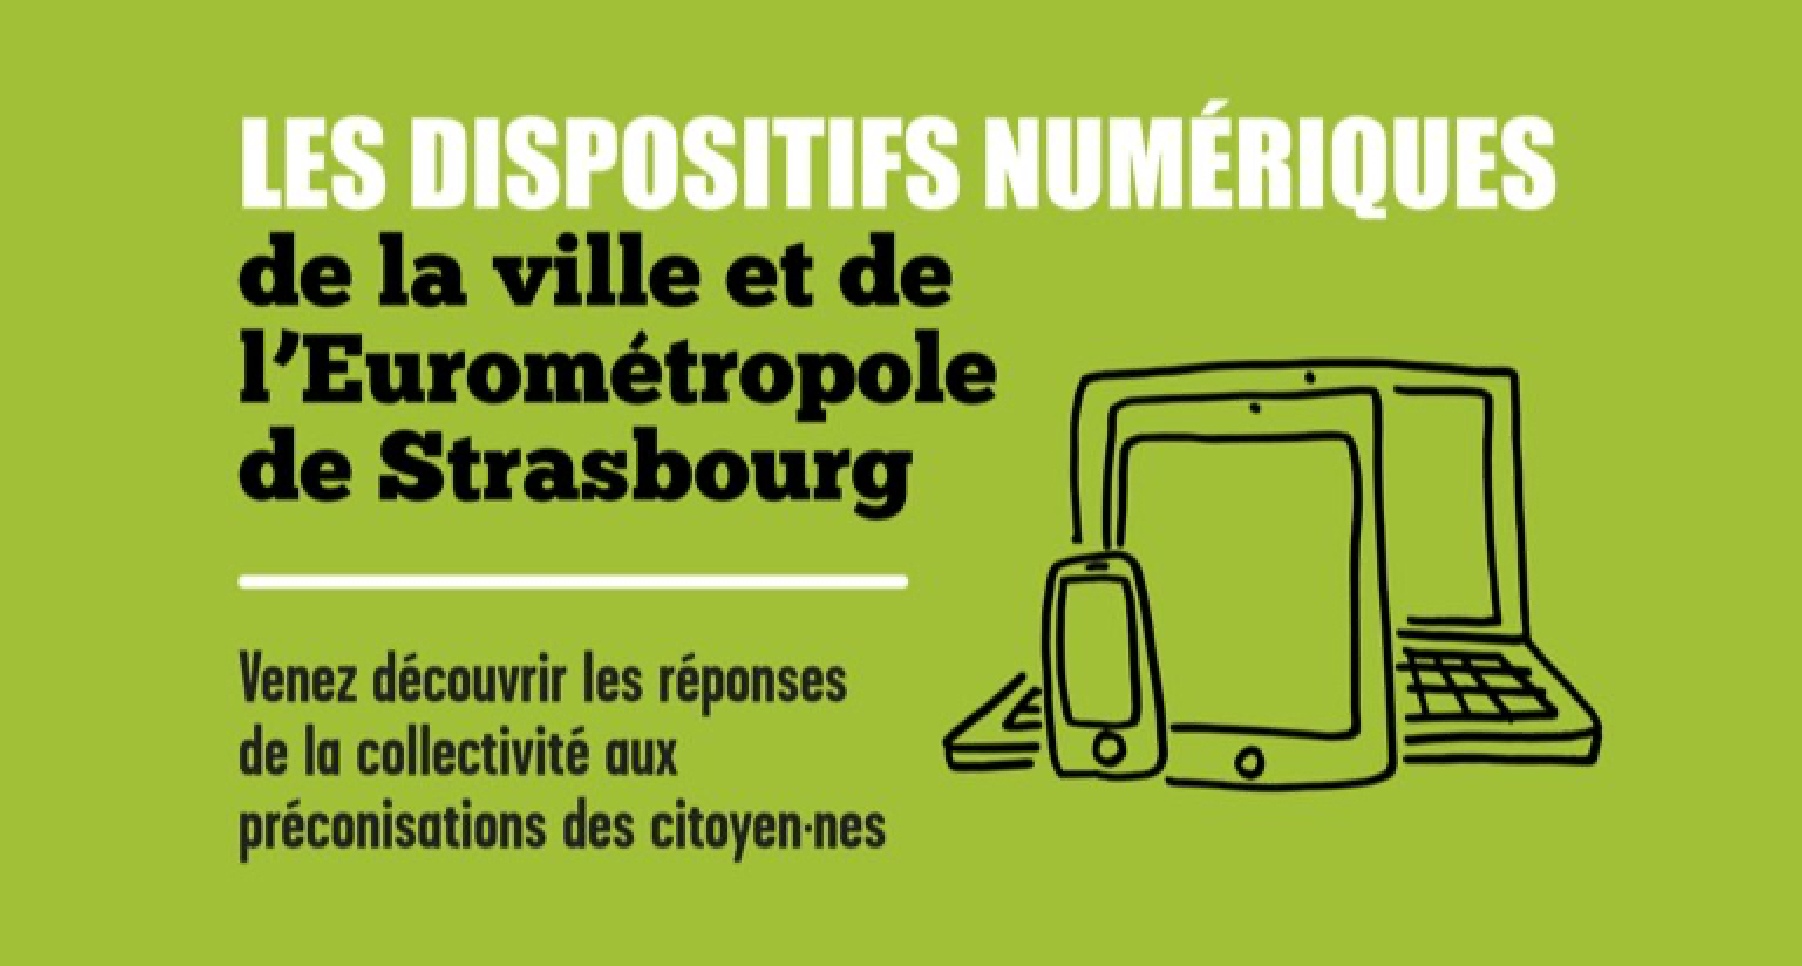 LES DISPOSITIFS NUMÉRIQUES
de la ville et de
l’Eurométropole
de Strasbourg
Venez découvrir les réponses
de la collectivité aux
préconisations des citoyen·nes